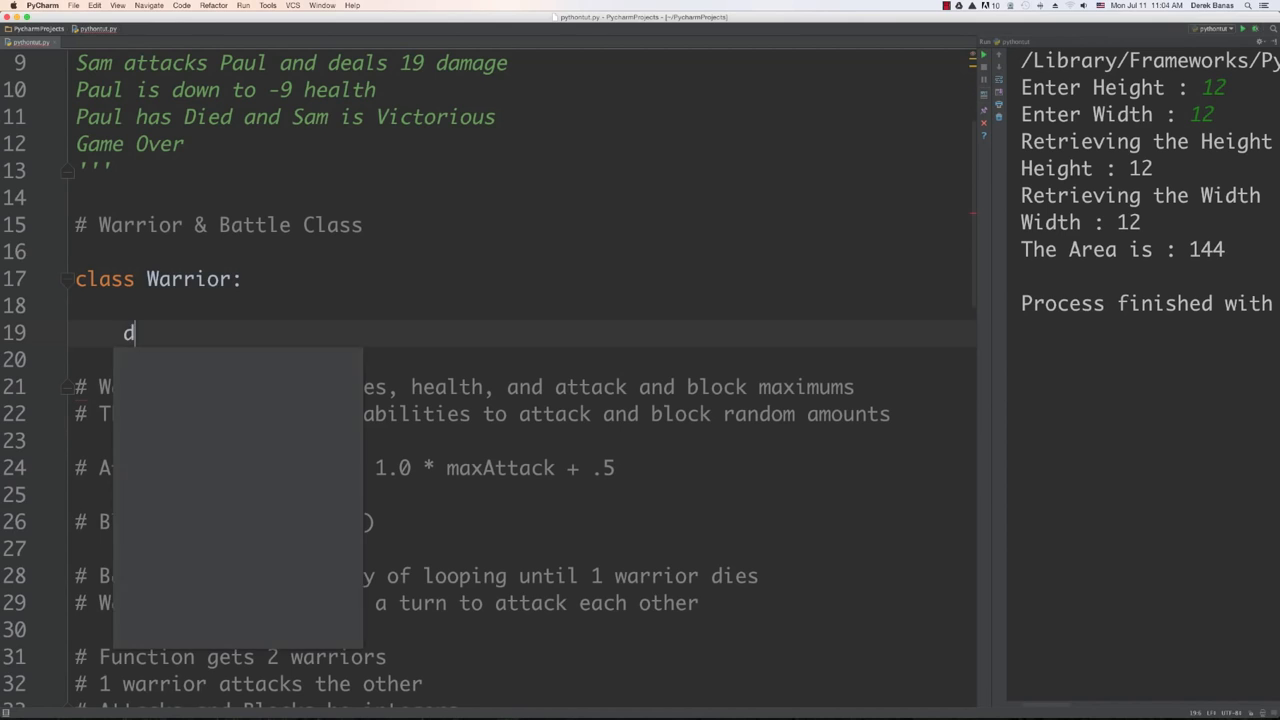 PyCharm File Edit View Navigate Code Refactor Run Tools VCS Window Help
10 Mon Jul 11 11:04 AM Derek Banas
pythontut.py - PycharmProjects - [~/PycharmProjects]
PycharmProjects pythontut.py pythontut
pythontut.py
Run pythontut
9 Sam attacks Paul and deals 19 damage
10 Paul is down to -9 health
11 Paul has Died and Sam is Victorious
12 Game Over
13 '''
14
15 # Warrior & Battle Class
16
17 class Warrior:
18
19 d
20
21 # W es, health, and attack and block maximums
22 # Th abilities to attack and block random amounts
23
24 # At 1.0 * maxAttack + .5
25
26 # Bl )
27
28 # Ba y of looping until 1 warrior dies
29 # Wa a turn to attack each other
30
31 # Function gets 2 warriors
32 # 1 warrior attacks the other
/Library/Frameworks/Py
Enter Height : 12
Enter Width : 12
Retrieving the Height
Height : 12
Retrieving the Width
Width : 12
The Area is : 144
Process finished with
19:6 LF÷ UTF-8÷